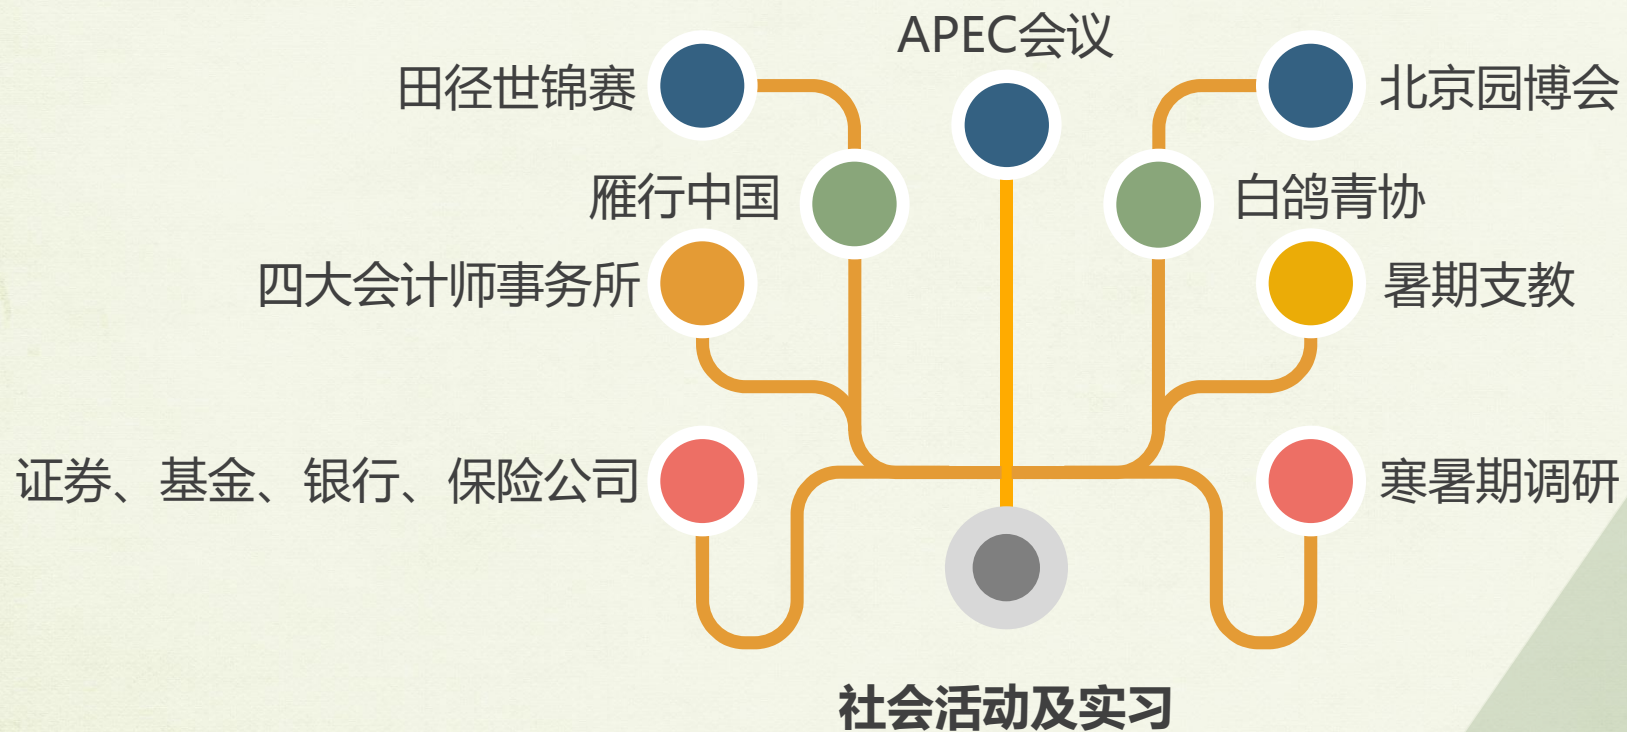 APEC会议
田径世锦赛
北京园博会
雁行中国
白鸽青协
四大会计师事务所
暑期支教
证券、基金、银行、保险公司
寒暑期调研
社会活动及实习